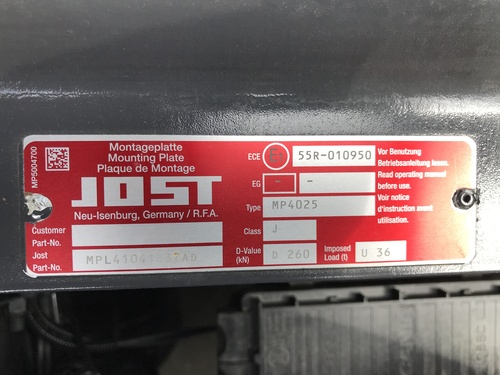 MP5004700
Montageplatte
Mounting Plate
Plaque de Montage
JOST
Neu-Isenburg, Germany / R.F.A.
Customer
Part-No.
Jost
Part-No.
ECE E 55R-010950
EG - -
Type MP4025
Class J
D-Value
(kN) D 260
Imposed
Load (t) U 36
Vor Benutzung
Betriebsanleitung lesen.
Read operating manual
before use.
Voir notice
d'instruction avant
utilisation.